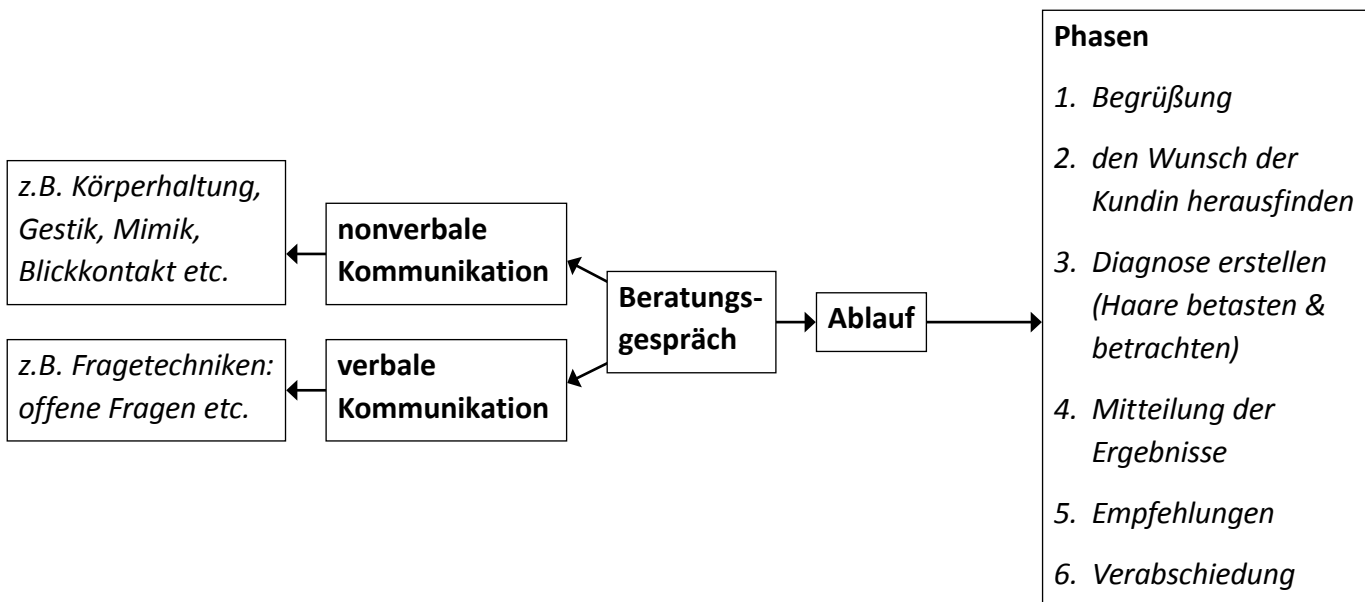 z.B. Körperhaltung,
Gestik, Mimik,
Blickkontakt etc.
nonverbale
Kommunikation
z.B. Fragetechniken:
offene Fragen etc.
verbale
Kommunikation
Beratungs-
gespräch
Ablauf
Phasen
1. Begrüßung
2. den Wunsch der
Kundin herausfinden
3. Diagnose erstellen
(Haare betasten &
betrachten)
4. Mitteilung der
Ergebnisse
5. Empfehlungen
6. Verabschiedung